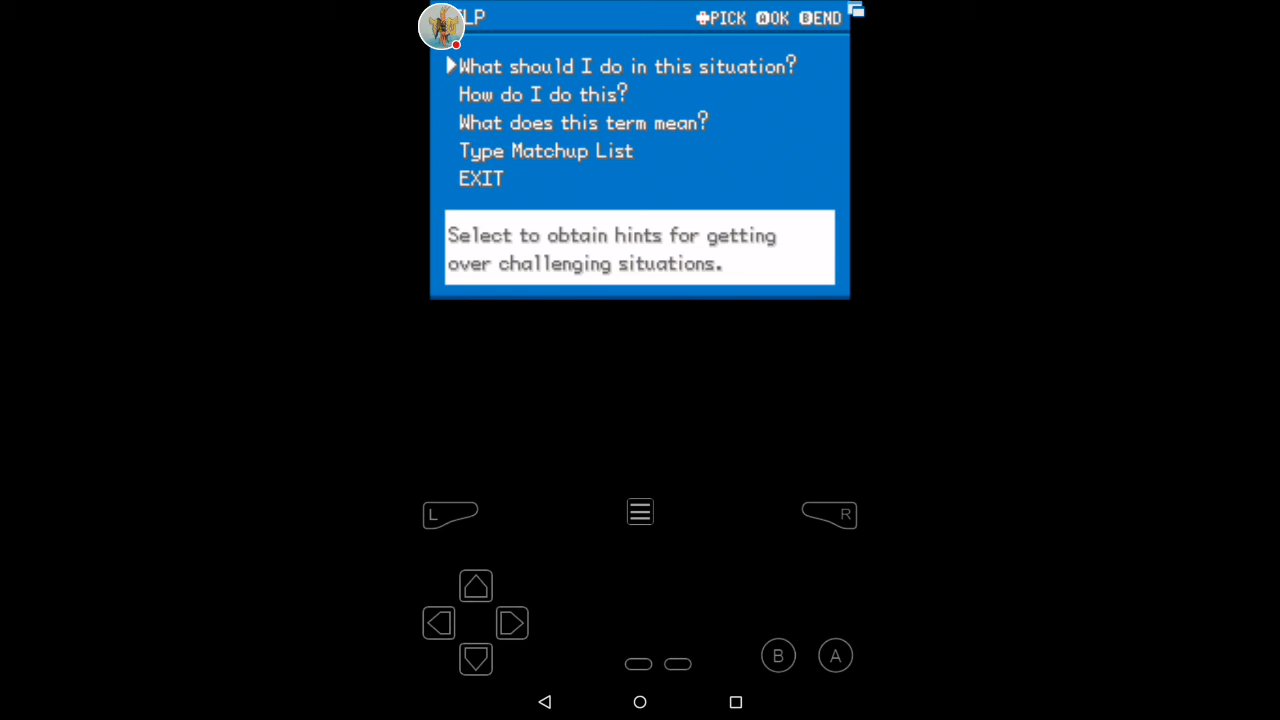 LP
PICK AOK BEND
What should I do in this situation?
How do I do this?
What does this term mean?
Type Matchup List
EXIT
Select to obtain hints for getting
over challenging situations.
L
R
B
A